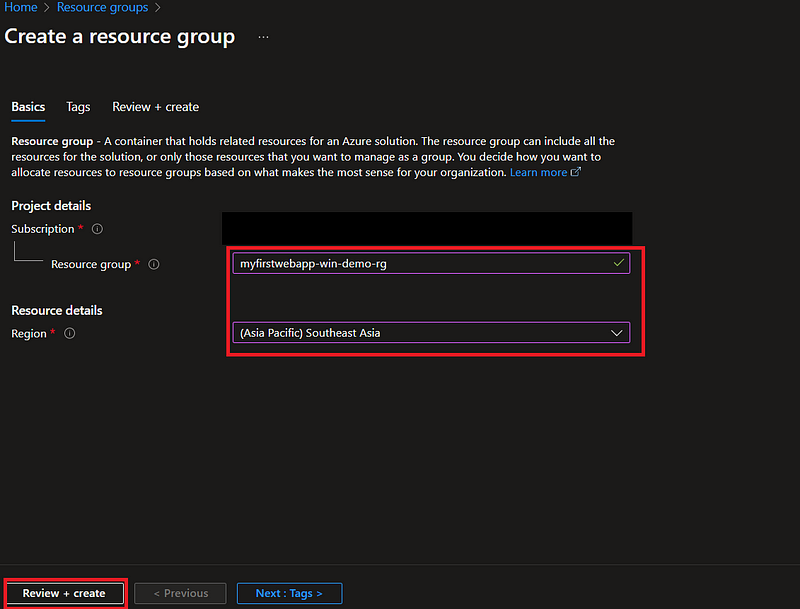 Home > Resource groups >
Create a resource group ...
Basics Tags Review + create
Resource group - A container that holds related resources for an Azure solution. The resource group can include all the
resources for the solution, or only those resources that you want to manage as a group. You decide how you want to
allocate resources to resource groups based on what makes the most sense for your organization. Learn more
Project details
Subscription *
Resource group * myfirstwebapp-win-demo-rg
Resource details
Region * (Asia Pacific) Southeast Asia
Review + create < Previous Next : Tags >